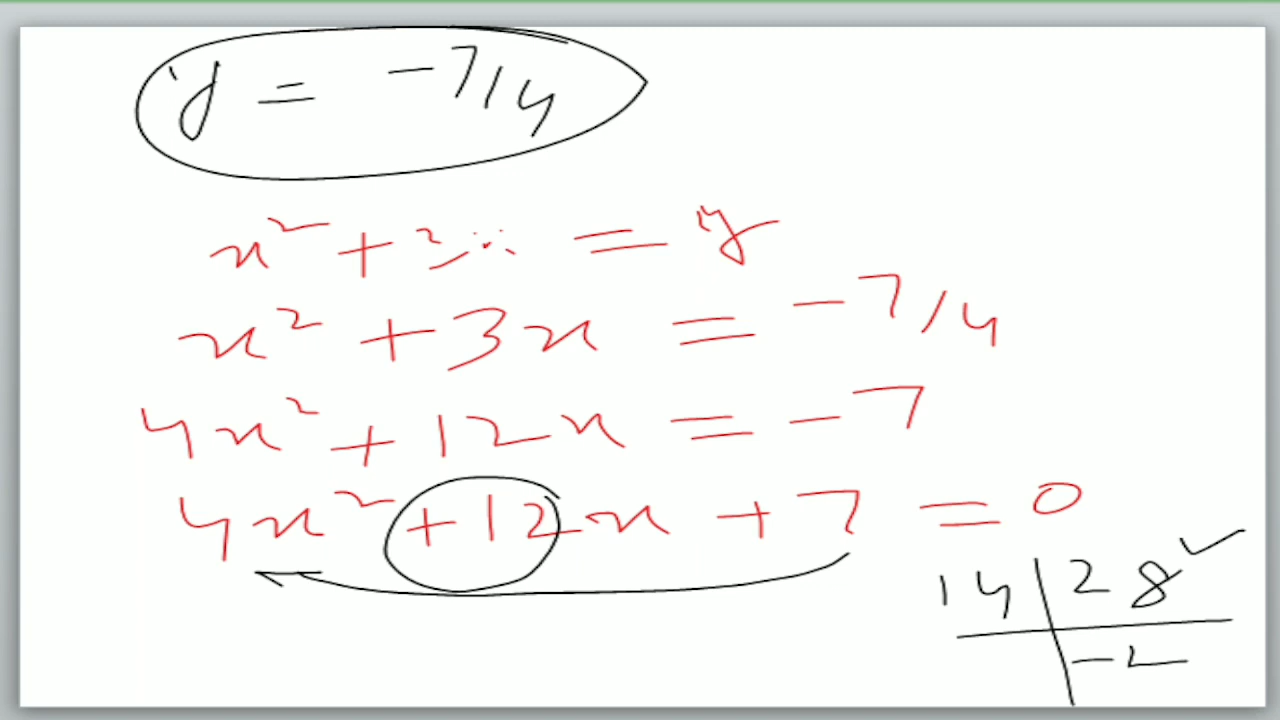 y = -7/4
x² + 3x = y
x² + 3x = -7/4
4x² + 12x = -7
4x² + 12x + 7 = 0
14 | 28 ✓
| -2